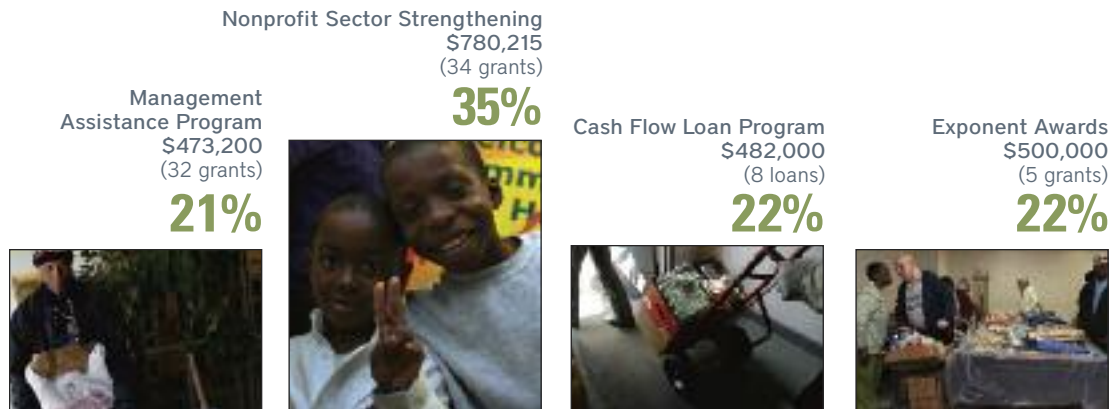 Nonprofit Sector Strengthening
$780,215
(34 grants)
35%
Management
Assistance Program
$473,200
(32 grants)
21%
Cash Flow Loan Program
$482,000
(8 loans)
22%
Exponent Awards
$500,000
(5 grants)
22%